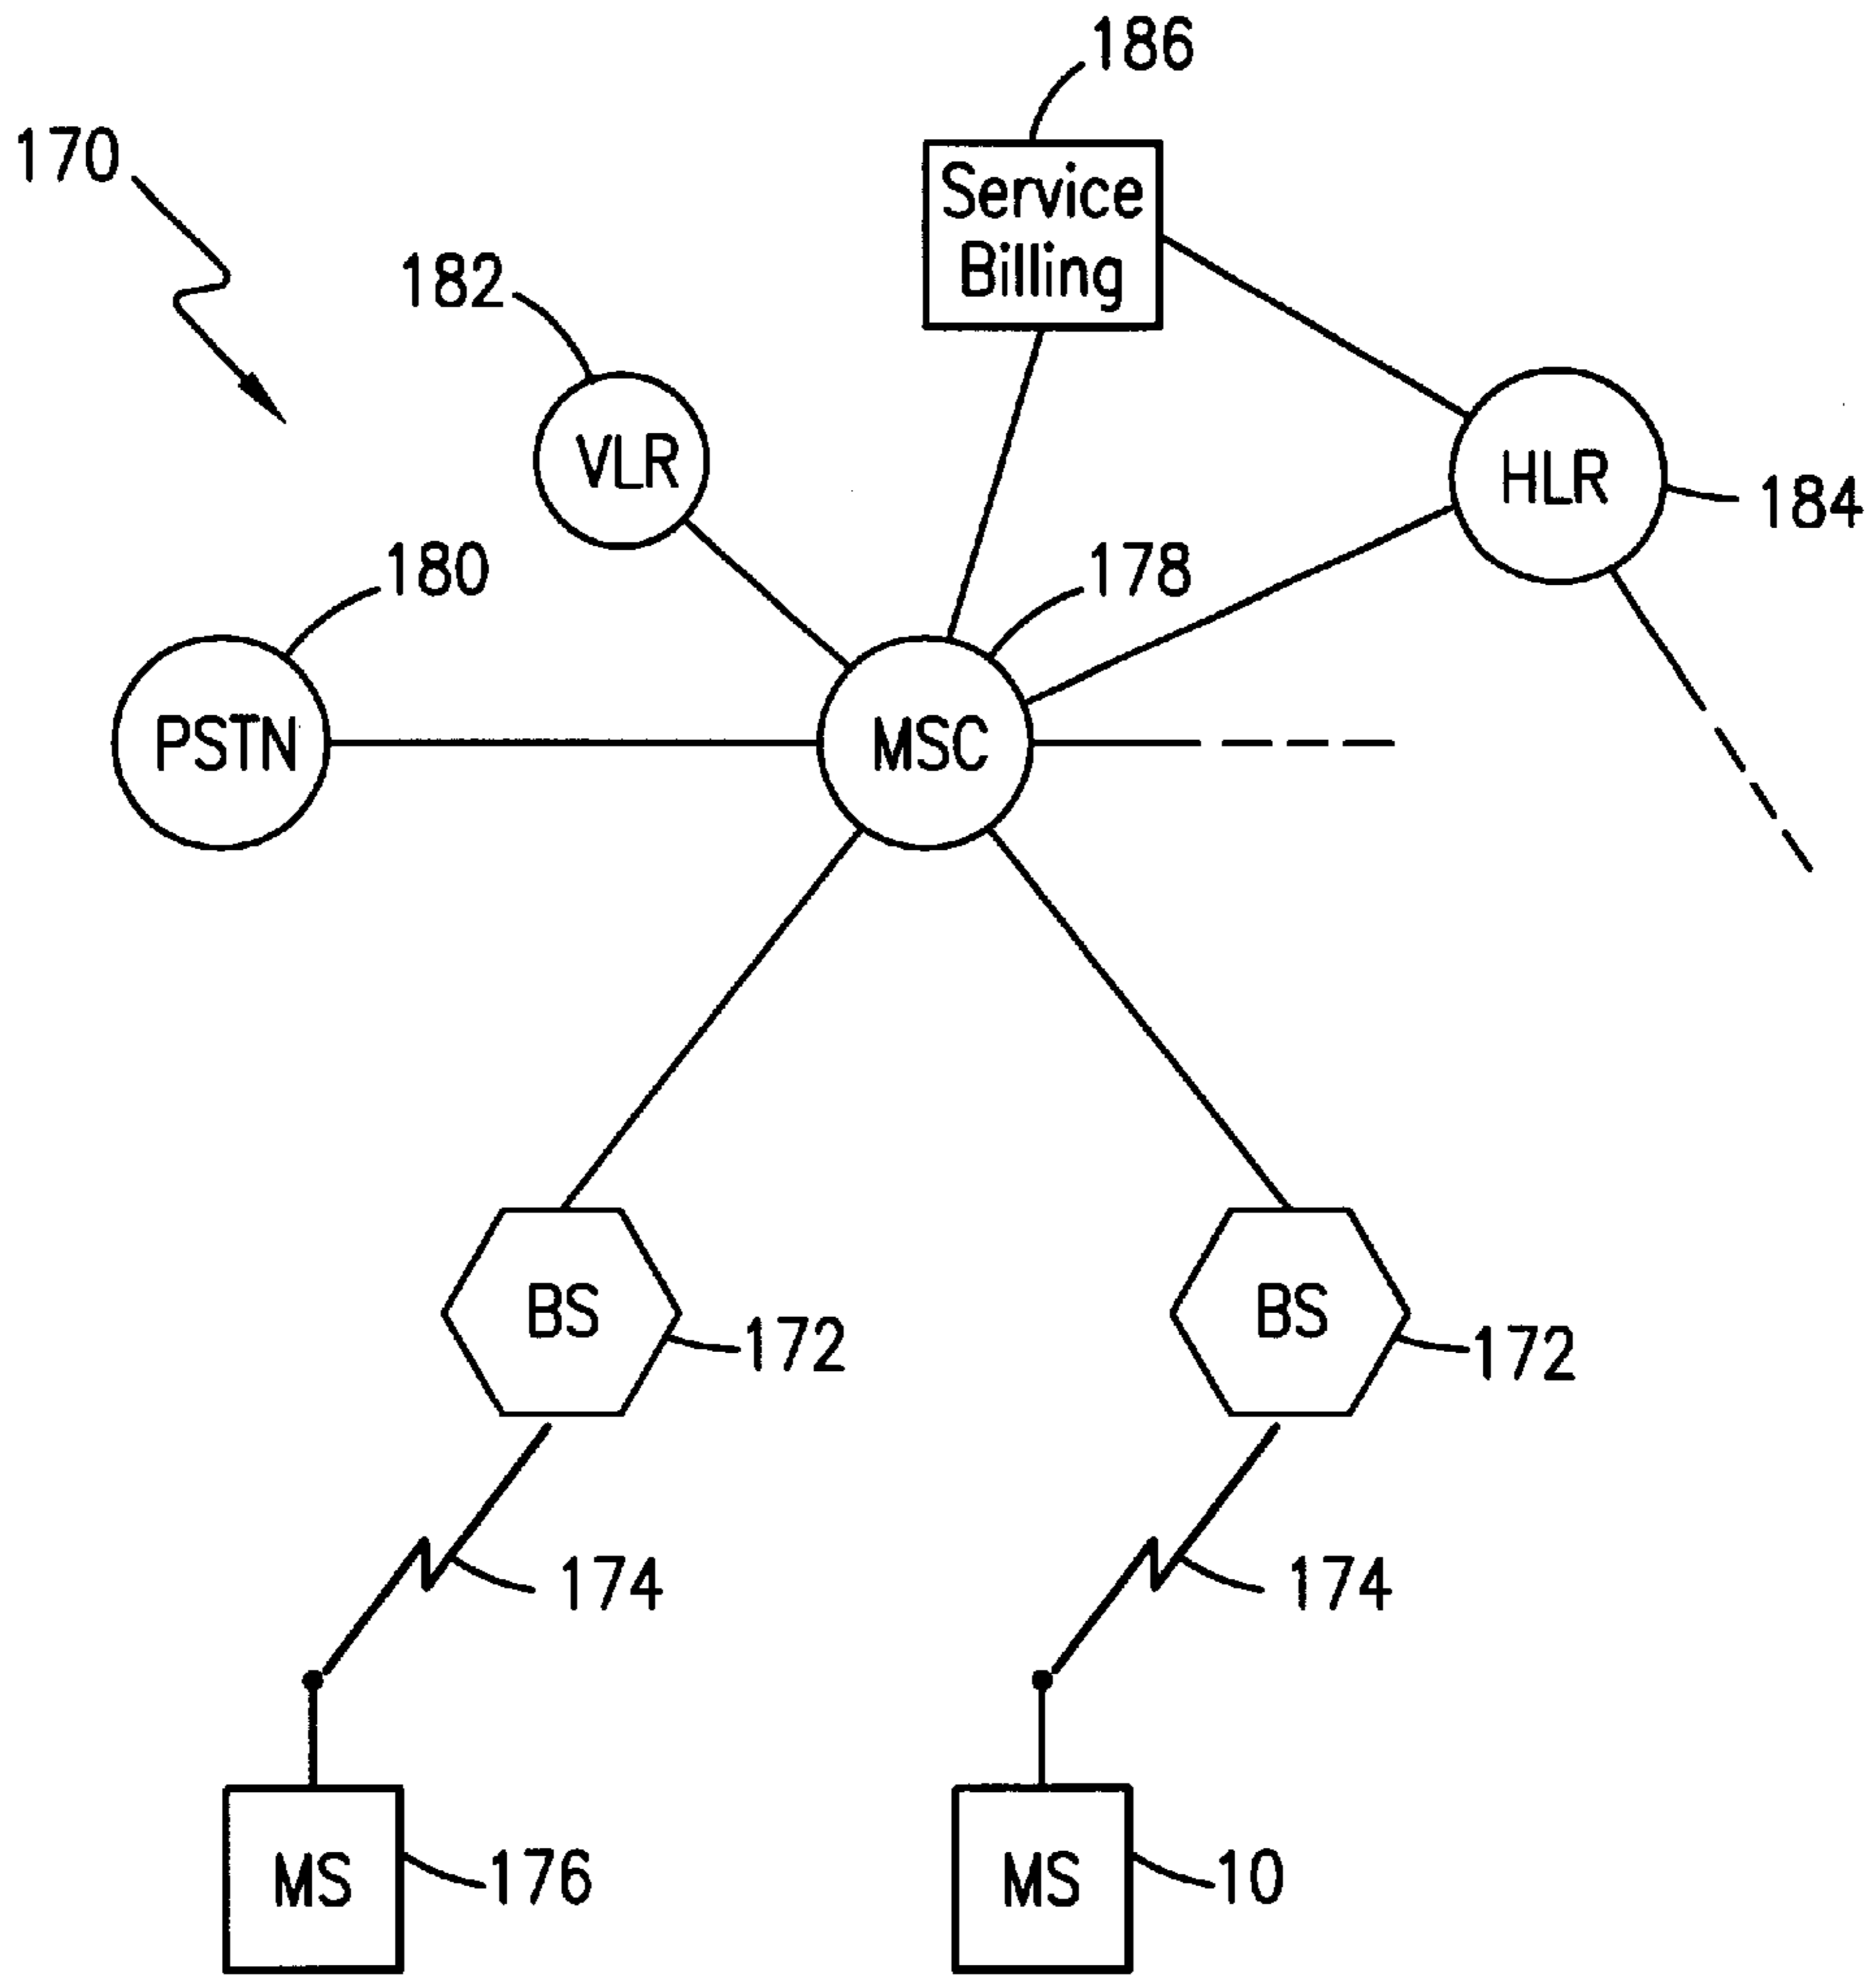 186
170
Service
Billing
182
VLR
HLR
184
180
178
PSTN
MSC
BS
172
BS
172
174
174
MS
176
MS
10